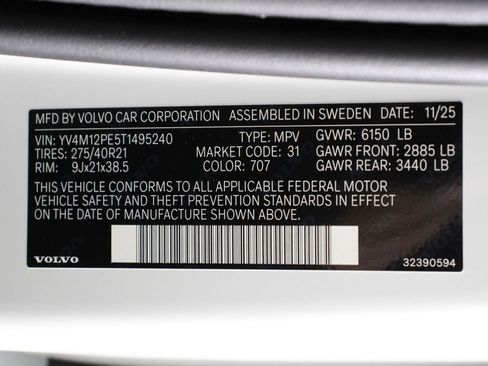 MFD BY VOLVO CAR CORPORATION ASSEMBLED IN SWEDEN DATE: 11/25
VIN: YV4M12PE5T1495240 TYPE: MPV GVWR: 6150 LB
TIRES: 275/40R21 MARKET CODE: 31 GAWR FRONT: 2885 LB
RIM: 9Jx21x38.5 COLOR: 707 GAWR REAR: 3440 LB
THIS VEHICLE CONFORMS TO ALL APPLICABLE FEDERAL MOTOR
VEHICLE SAFETY AND THEFT PREVENTION STANDARDS IN EFFECT
ON THE DATE OF MANUFACTURE SHOWN ABOVE.
VOLVO 32390594